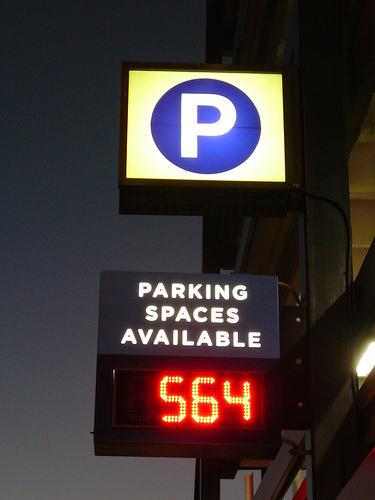 P
PARKING
SPACES
AVAILABLE
564